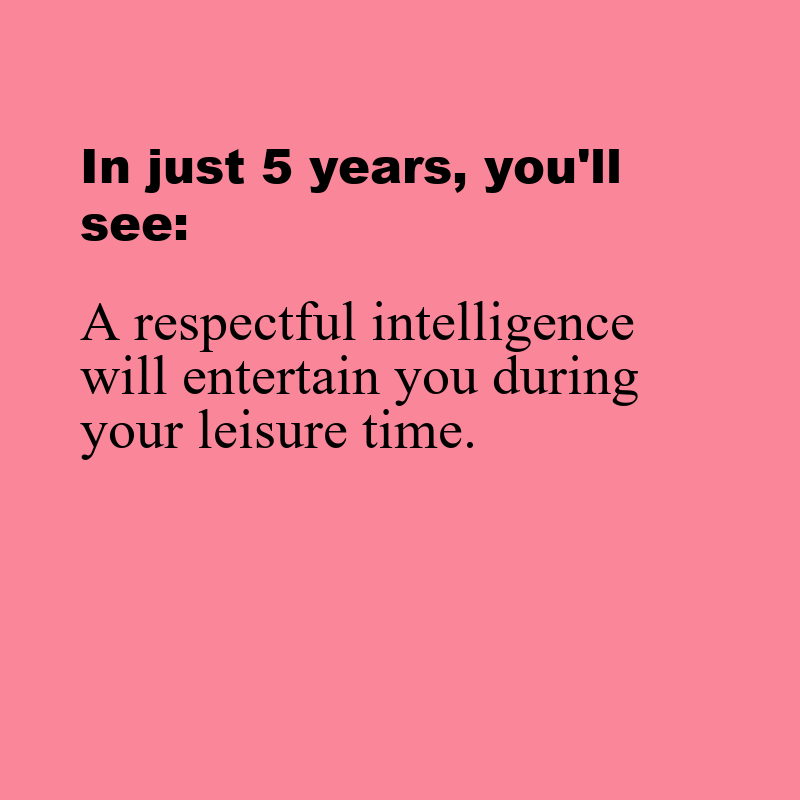 In just 5 years, you'll
see:
A respectful intelligence
will entertain you during
your leisure time.